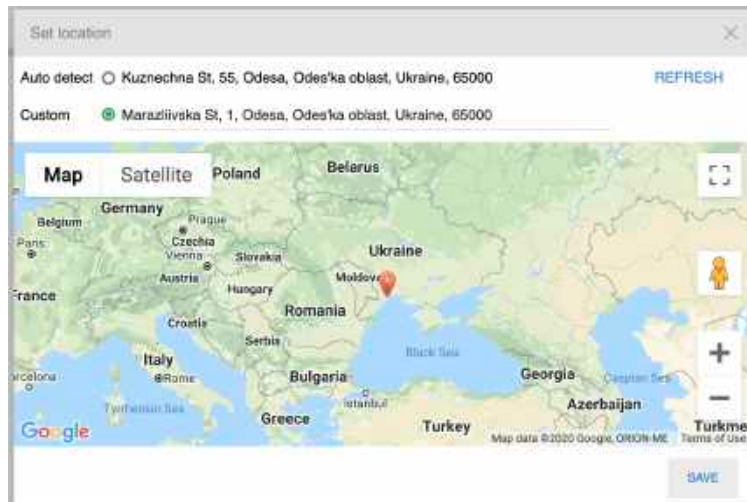 Set location
Auto detect Kuznechna St, 55, Odesa, Odes'ka oblast, Ukraine, 65000 REFRESH
Custom Marazliivska St, 1, Odesa, Odes'ka oblast, Ukraine, 65000
Map Satellite Poland Belarus
Germany
Belgium Prague
Paris Czechia
Vienna Slovakia Ukraine
Austria Moldova
France Hungary
Romania
Croatia
Serbia
Italy Black Sea
Rome Bulgaria Georgia Caspian Sea
Barcelona
Istanbul Azerbaijan
Tyrrhenian Sea
Greece Turkey Turkme
Google Map data ©2020 Google, ORION-ME Terms of Use
SAVE